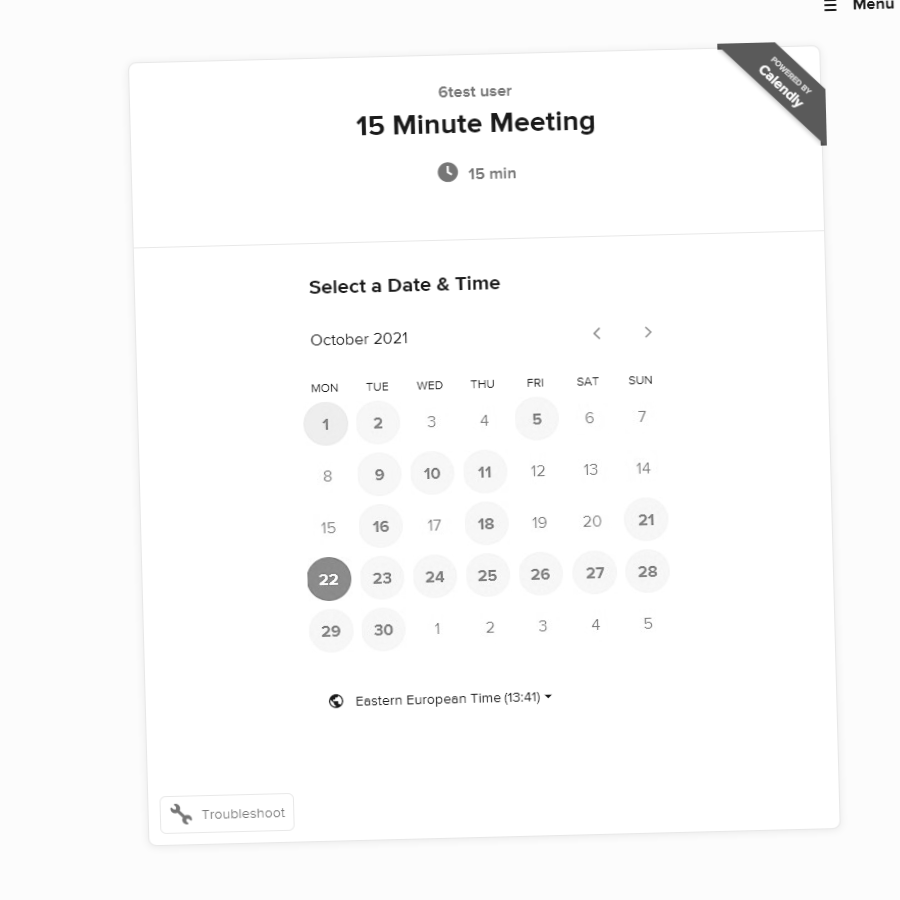 Menu
POWERED BY
Calendly
6test user
15 Minute Meeting
15 min
Select a Date & Time
October 2021
MON TUE WED THU FRI SAT SUN
1 2 3 4 5 6 7
8 9 10 11 12 13 14
15 16 17 18 19 20 21
22 23 24 25 26 27 28
29 30 1 2 3 4 5
Eastern European Time (13:41)
Troubleshoot